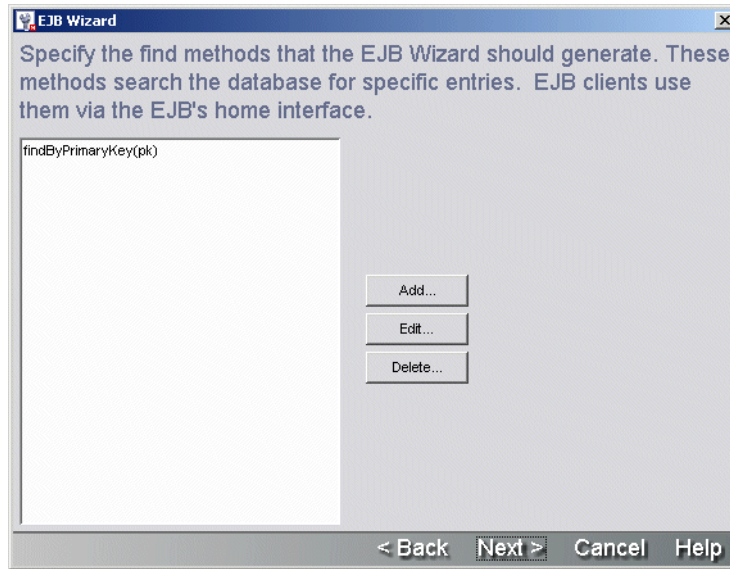 EJB Wizard
Specify the find methods that the EJB Wizard should generate. These
methods search the database for specific entries. EJB clients use
them via the EJB's home interface.
findByPrimaryKey(pk)
Add...
Edit...
Delete...
< Back Next > Cancel Help